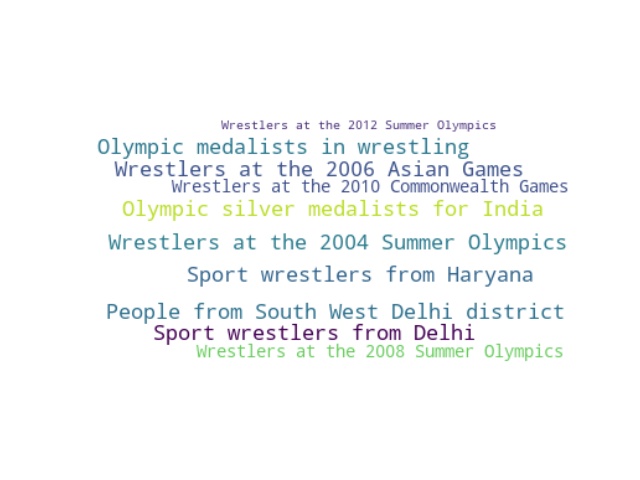 Wrestlers at the 2012 Summer Olympics
Olympic medalists in wrestling
Wrestlers at the 2006 Asian Games
Wrestlers at the 2010 Commonwealth Games
Olympic silver medalists for India
Wrestlers at the 2004 Summer Olympics
Sport wrestlers from Haryana
People from South West Delhi district
Sport wrestlers from Delhi
Wrestlers at the 2008 Summer Olympics